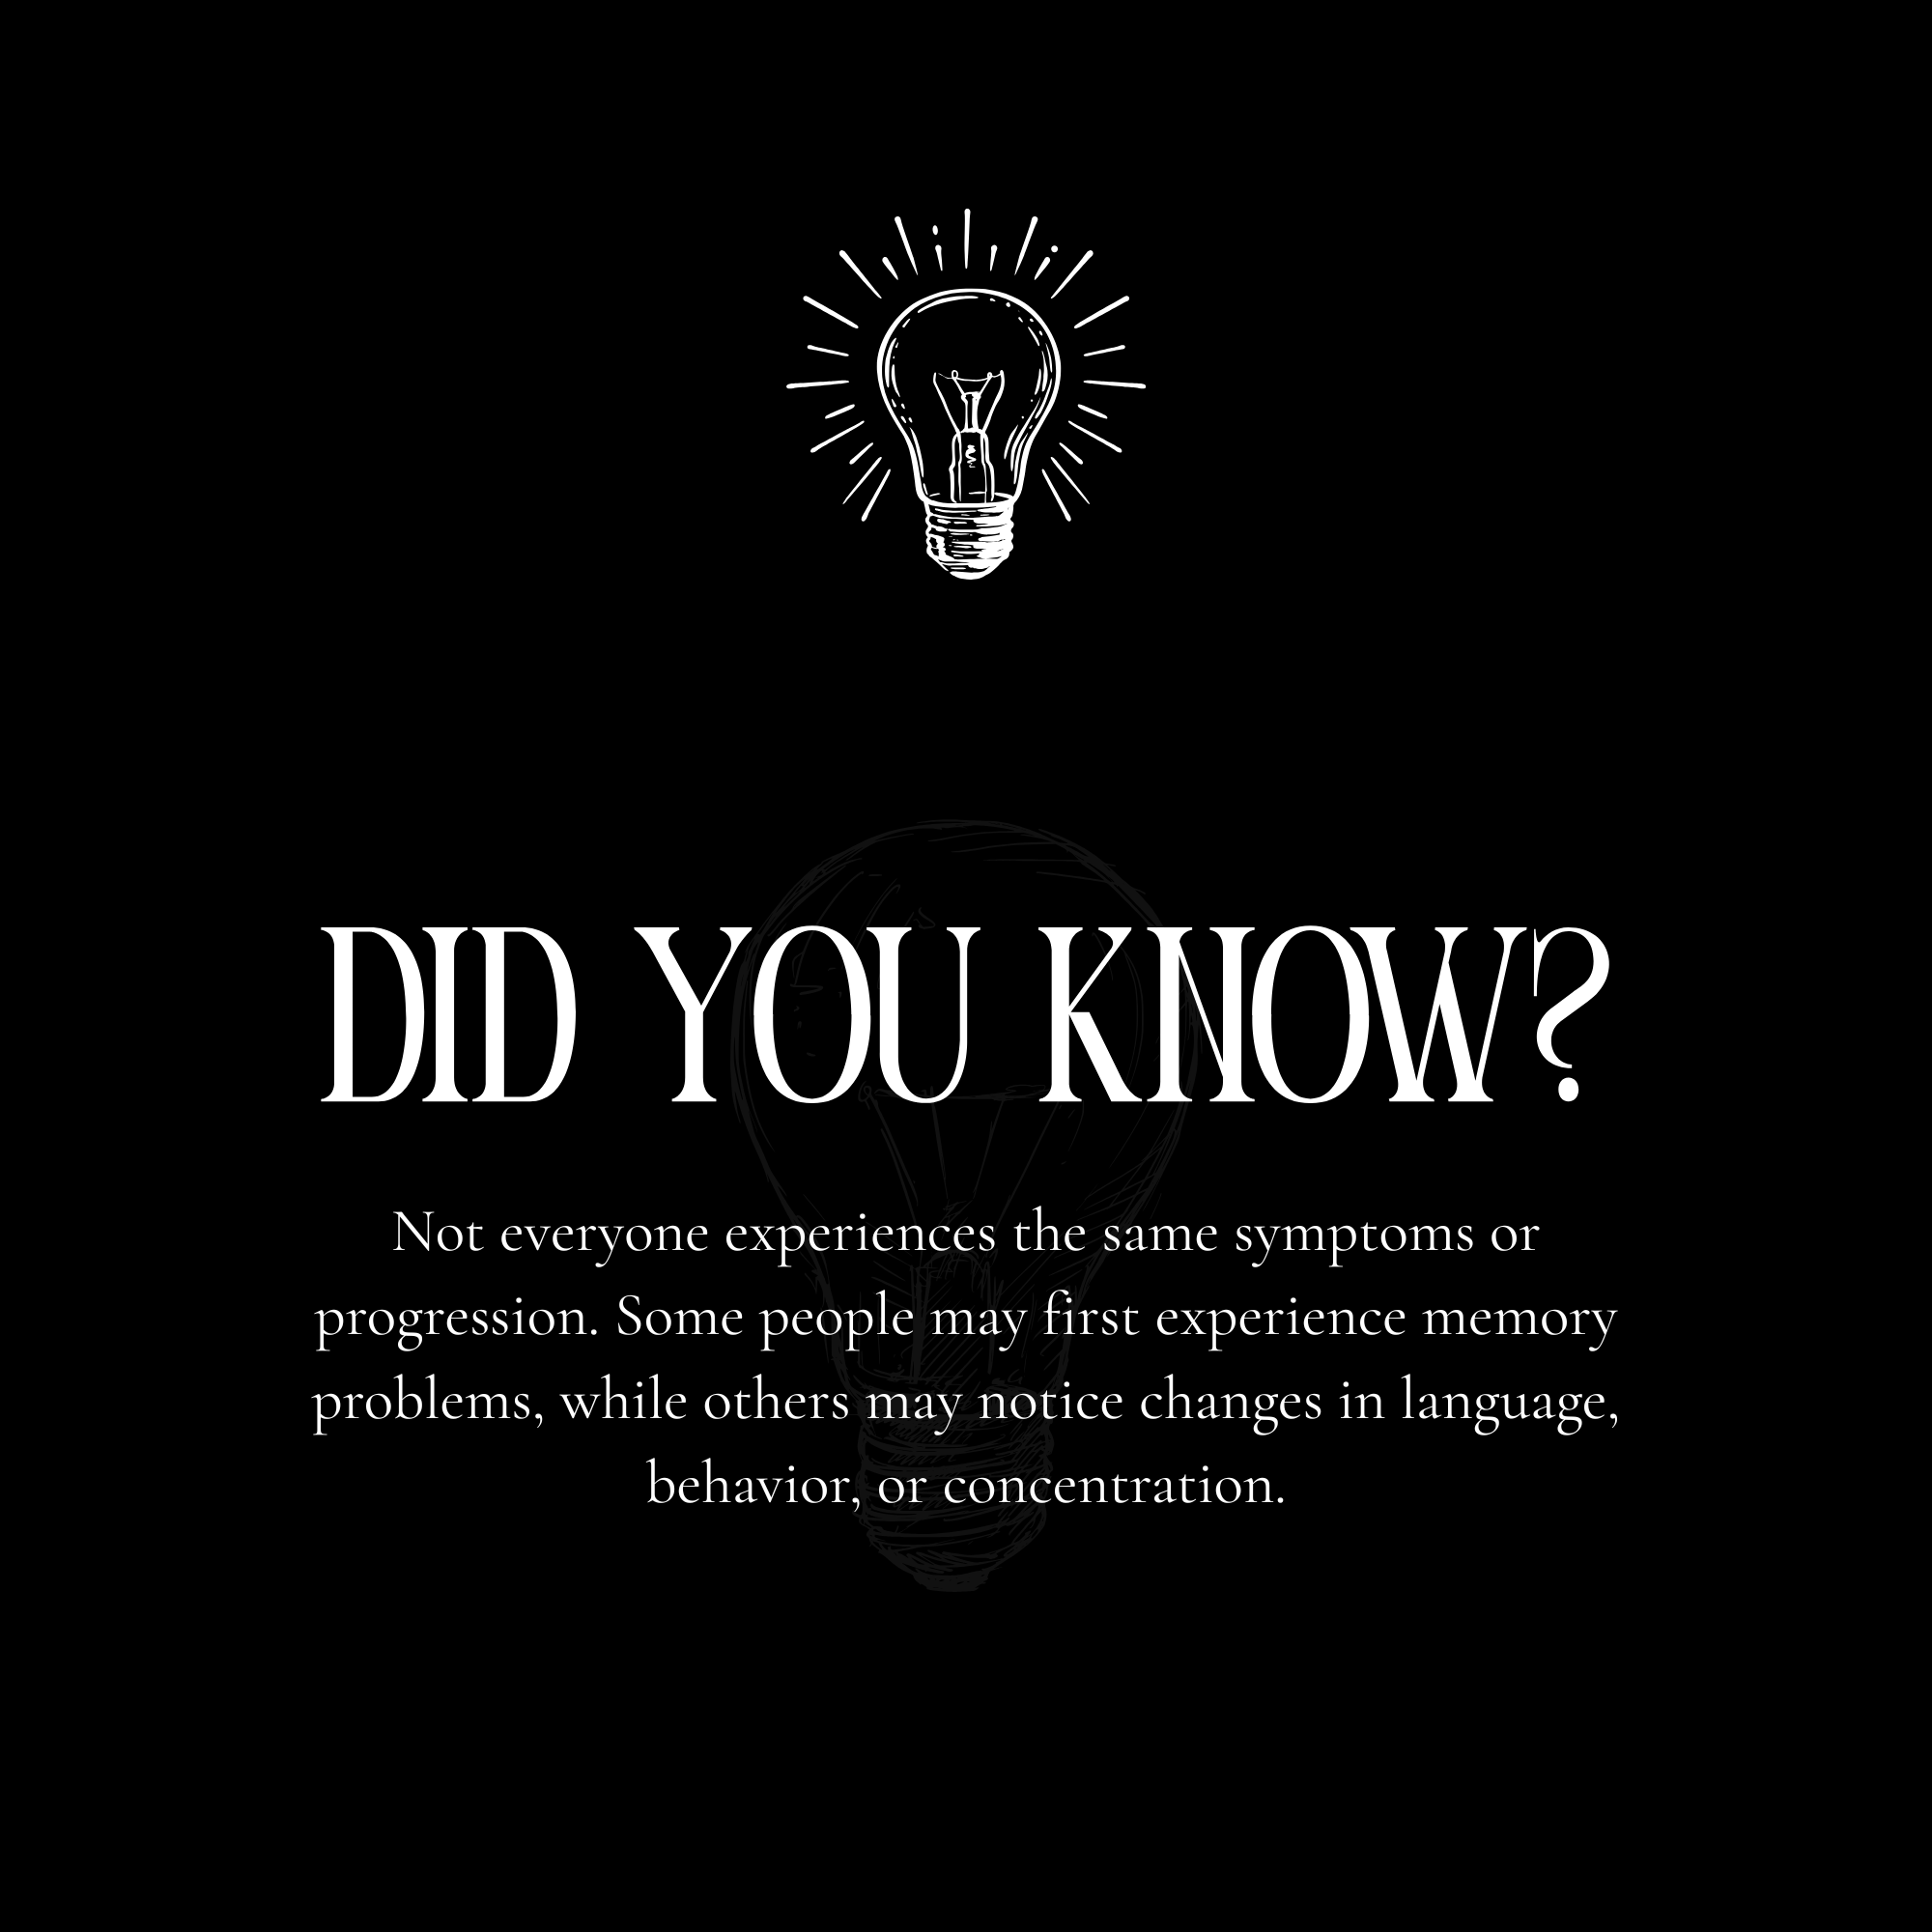 DID YOU KNOW?
Not everyone experiences the same symptoms or
progression. Some people may first experience memory
problems, while others may notice changes in language,
behavior, or concentration.